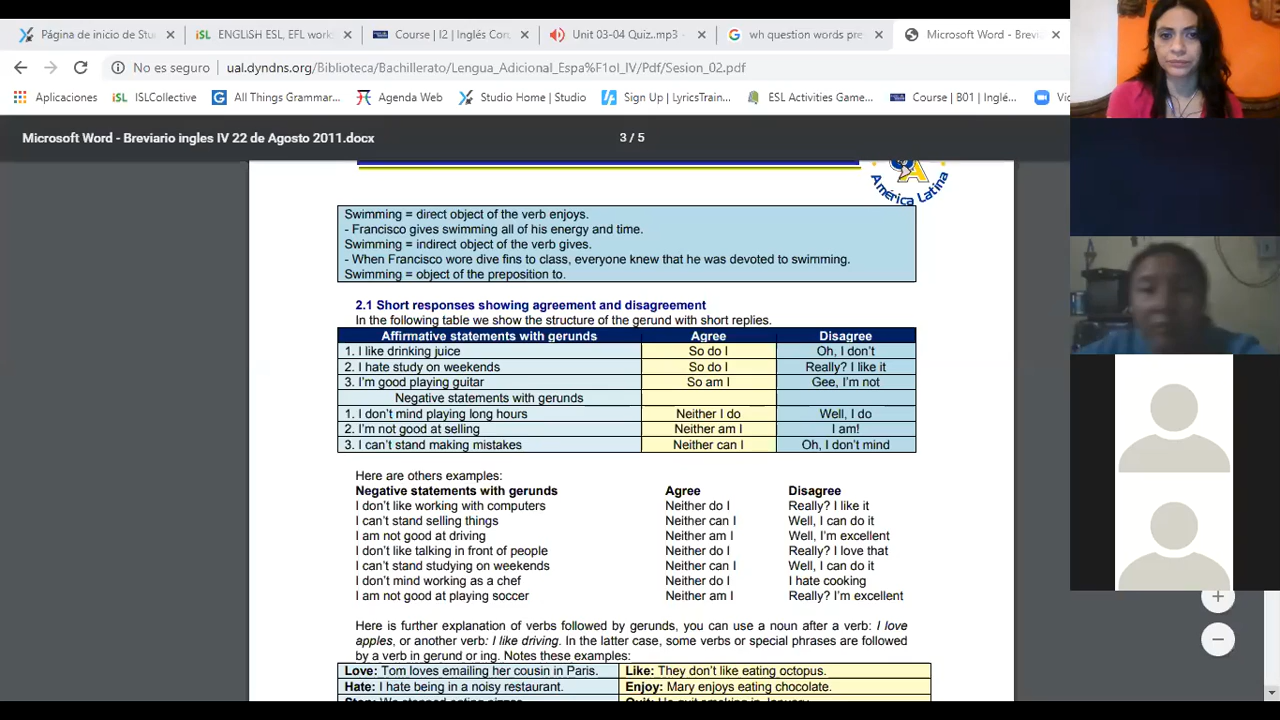 Página de inicio de Stu
ENGLiSH ESL, EFL work
Course | I2 | Inglés Con
Unit 03-04 Quiz.mp3 -
wh question words pre
Microsoft Word - Brevia
No es seguro
ual.dyndns.org/Biblioteca/Bachillerato/Lengua_Adicional_Espa%F1ol_IV/Pdf/Sesion_02.pdf
Aplicaciones
ISLCollective
All Things Grammar...
Agenda Web
Studio Home | Studio
Sign Up | LyricsTrain...
ESL Activities Game...
Course | B01 | Inglé...
Microsoft Word - Breviario ingles IV 22 de Agosto 2011.docx
3 / 5
América Latina
Swimming = direct object of the verb enjoys.
- Francisco gives swimming all of his energy and time.
Swimming = indirect object of the verb gives.
- When Francisco wore dive fins to class, everyone knew that he was devoted to swimming.
Swimming = object of the preposition to.
2.1 Short responses showing agreement and disagreement
In the following table we show the structure of the gerund with short replies.
Affirmative statements with gerunds Agree Disagree
1. I like drinking juice So do I Oh, I don't
2. I hate study on weekends So do I Really? I like it
3. I'm good playing guitar So am I Gee, I'm not
Negative statements with gerunds
1. I don't mind playing long hours Neither I do Well, I do
2. I'm not good at selling Neither am I I am!
3. I can't stand making mistakes Neither can I Oh, I don't mind
Here are others examples:
Negative statements with gerunds Agree Disagree
I don't like working with computers Neither do I Really? I like it
I can't stand selling things Neither can I Well, I can do it
I am not good at driving Neither am I Well, I'm excellent
I don't like talking in front of people Neither do I Really? I love that
I can't stand studying on weekends Neither can I Well, I can do it
I don't mind working as a chef Neither do I I hate cooking
I am not good at playing soccer Neither am I Really? I'm excellent
Here is further explanation of verbs followed by gerunds, you can use a noun after a verb: I love
apples, or another verb: I like driving. In the latter case, some verbs or special phrases are followed
by a verb in gerund or ing. Notes these examples:
Love: Tom loves emailing her cousin in Paris. Like: They don't like eating octopus.
Hate: I hate being in a noisy restaurant. Enjoy: Mary enjoys eating chocolate.